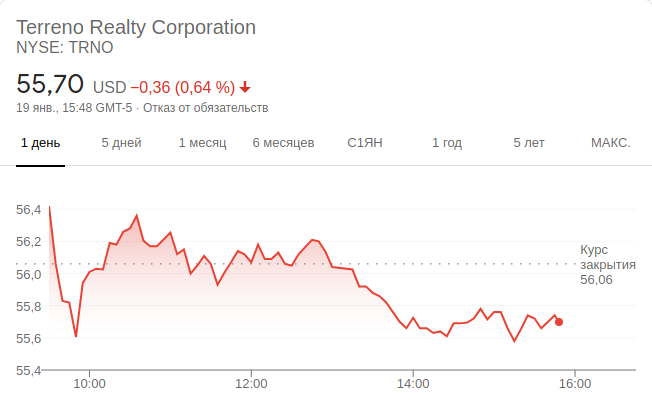 Terreno Realty Corporation
NYSE: TRNO
55,70 USD −0,36 (0,64 %)
19 янв., 15:48 GMT-5 · Отказ от обязательств
1 день 5 дней 1 месяц 6 месяцев С1ЯН 1 год 5 лет МАКС.
56,4
56,2
56,0
55,8
55,6
55,4
Курс
закрытия
56,06
10:00 12:00 14:00 16:00